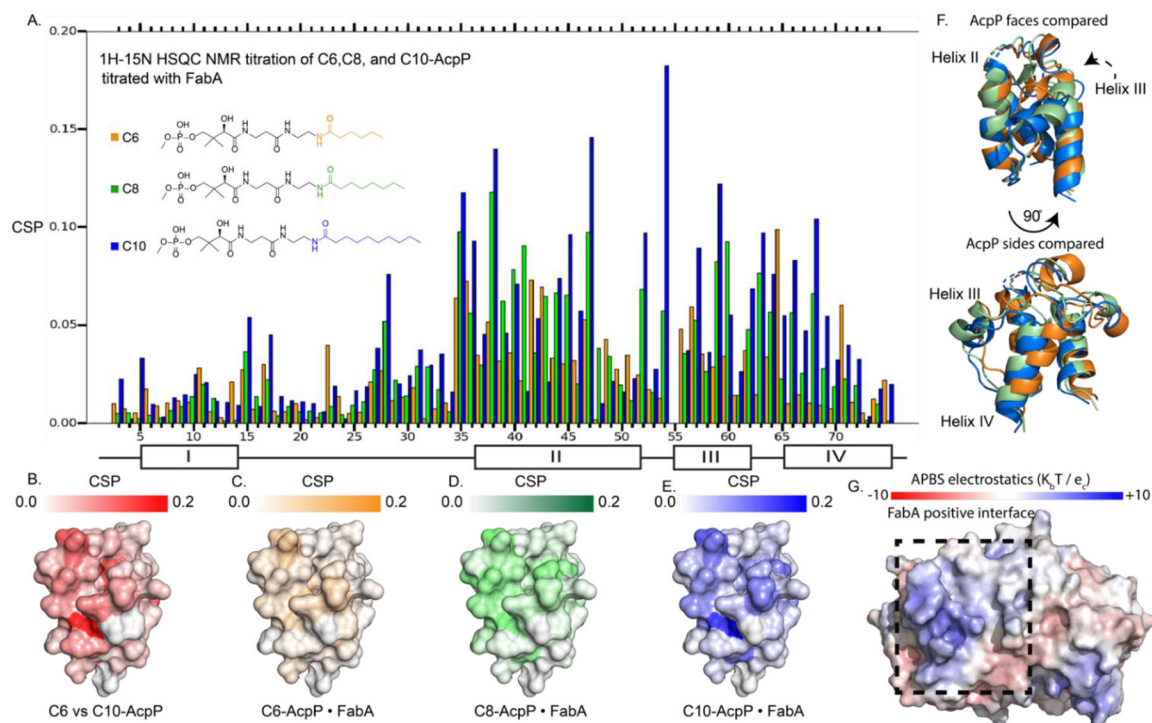 A.
0.20
0.15
0.10
CSP
0.05
0.00
1H-15N HSQC NMR titration of C6,C8, and C10-AcpP
titrated with FabA
C6
O OH O O
HO-P-O N H N H
O O
C8
O OH O O
HO-P-O N H N H
O O
C10
5 10 15 20 25 30 35 40 45 50 55 60 65 70
I II III IV
F.
AcpP faces compared
Helix II
Helix III
90°
AcpP sides compared
Helix III
Helix IV
B. CSP C. CSP D. CSP E. CSP
0.0 0.2 0.0 0.2 0.0 0.2 0.0 0.2
C6 vs C10-AcpP C6-AcpP • FabA C8-AcpP • FabA C10-AcpP • FabA
G. APBS electrostatics (KbT / ec)
-10 +10
FabA positive interface